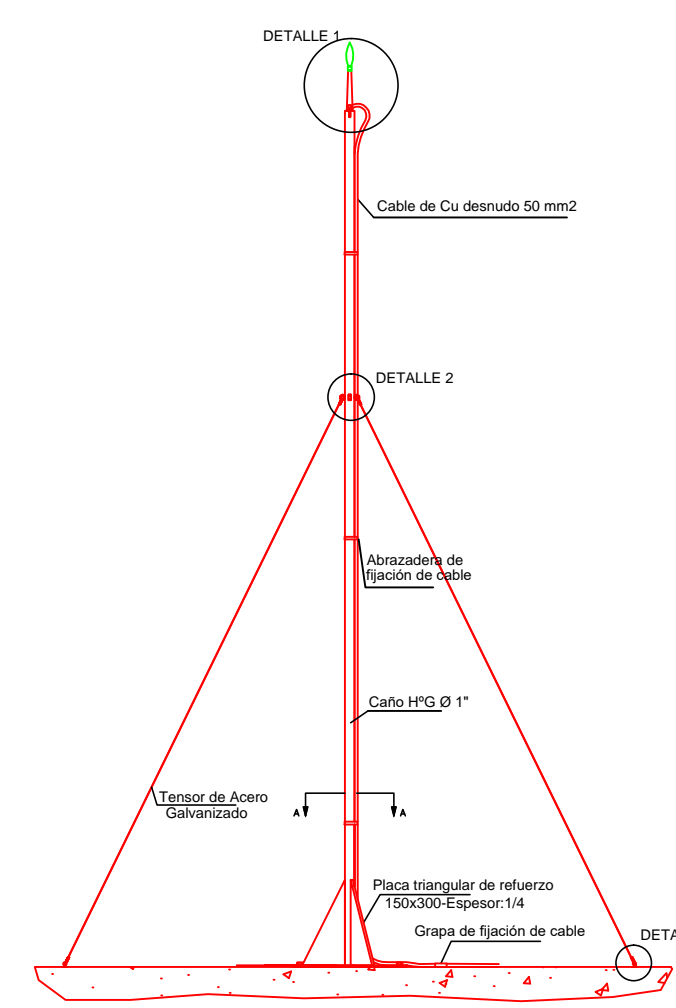 DETALLE 1
Cable de Cu desnudo 50 mm2
DETALLE 2
Abrazadera de
fijación de cable
Caño HºG Ø 1"
Tensor de Acero
Galvanizado
A
A
Placa triangular de refuerzo
150x300-Espesor:1/4
Grapa de fijación de cable
DETA